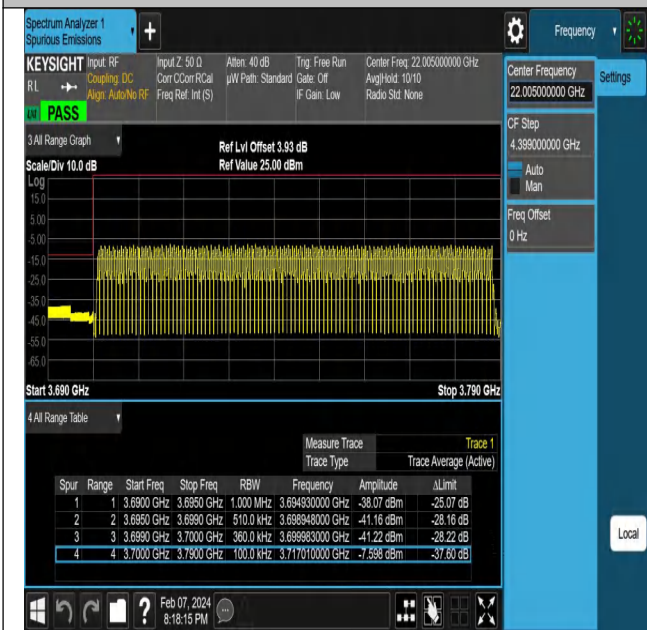 Spectrum Analyzer 1
Spurious Emissions
Frequency
KEYSIGHT Input: RF Input Z: 50 Ω Atten: 40 dB Trig: Free Run Center Freq: 22.005000000 GHz
RL Coupling: DC Corr CCorr RCal µW Path: Standard Gate: Off Avg|Hold: 10/10
Align: Auto/No RF Freq Ref: Int (S) IF Gain: Low Radio Std: None
PASS
Center Frequency
22.005000000 GHz
Settings
CF Step
4.399000000 GHz
Auto
Man
Freq Offset
0 Hz
3 All Range Graph
Ref Lvl Offset 3.93 dB
Scale/Div 10.0 dB Ref Value 25.00 dBm
Log
15.0
5.00
-5.00
-15.0
-25.0
-35.0
-45.0
-55.0
-65.0
Start 3.690 GHz Stop 3.790 GHz
4 All Range Table
Measure Trace Trace 1
Trace Type Trace Average (Active)
Spur Range Start Freq Stop Freq RBW Frequency Amplitude ΔLimit
1 1 3.6900 GHz 3.6950 GHz 1.000 MHz 3.694930000 GHz -38.07 dBm -25.07 dB
2 2 3.6950 GHz 3.6990 GHz 510.0 kHz 3.698948000 GHz -41.16 dBm -28.16 dB
3 3 3.6990 GHz 3.7000 GHz 360.0 kHz 3.699983000 GHz -41.22 dBm -28.22 dB
4 4 3.7000 GHz 3.7900 GHz 100.0 kHz 3.717010000 GHz -7.598 dBm -37.60 dB
Local
Feb 07, 2024
8:18:15 PM